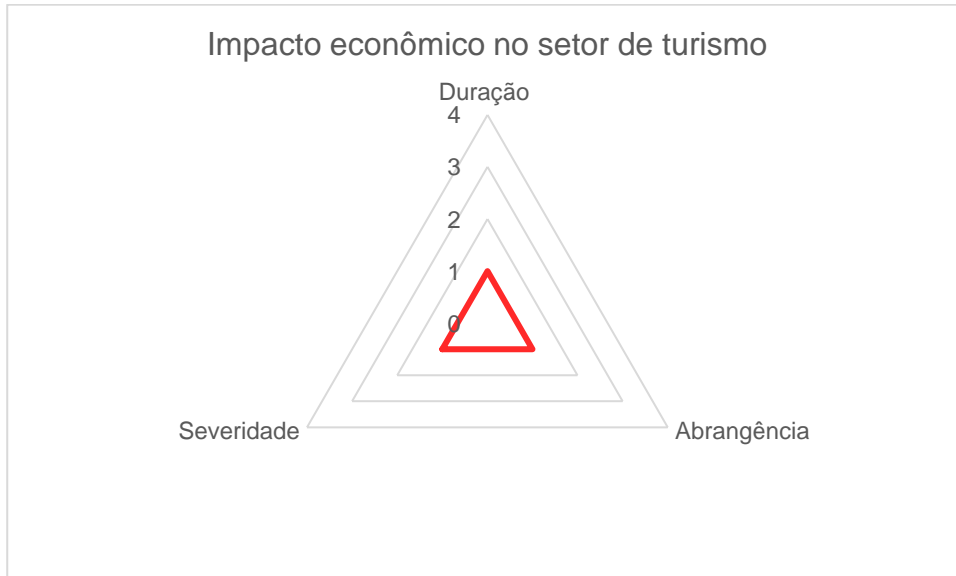 Impacto econômico no setor de turismo
Duração
4
3
2
1
0
Severidade
Abrangência